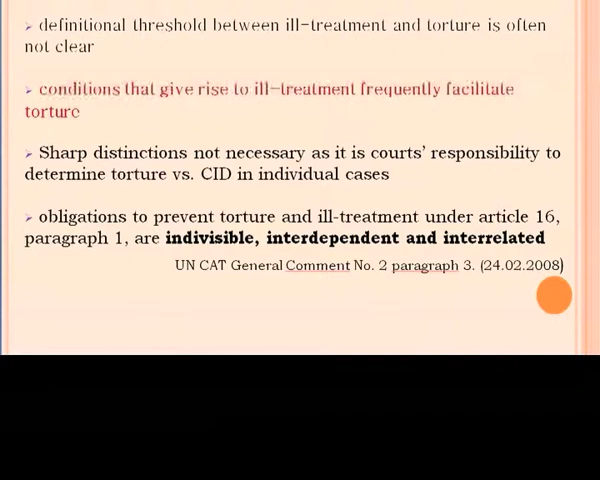 ➢ definitional threshold between ill-treatment and torture is often
not clear
➢ conditions that give rise to ill-treatment frequently facilitate
torture
➢ Sharp distinctions not necessary as it is courts’ responsibility to
determine torture vs. CID in individual cases
➢ obligations to prevent torture and ill-treatment under article 16,
paragraph 1, are indivisible, interdependent and interrelated
UN CAT General Comment No. 2 paragraph 3. (24.02.2008)